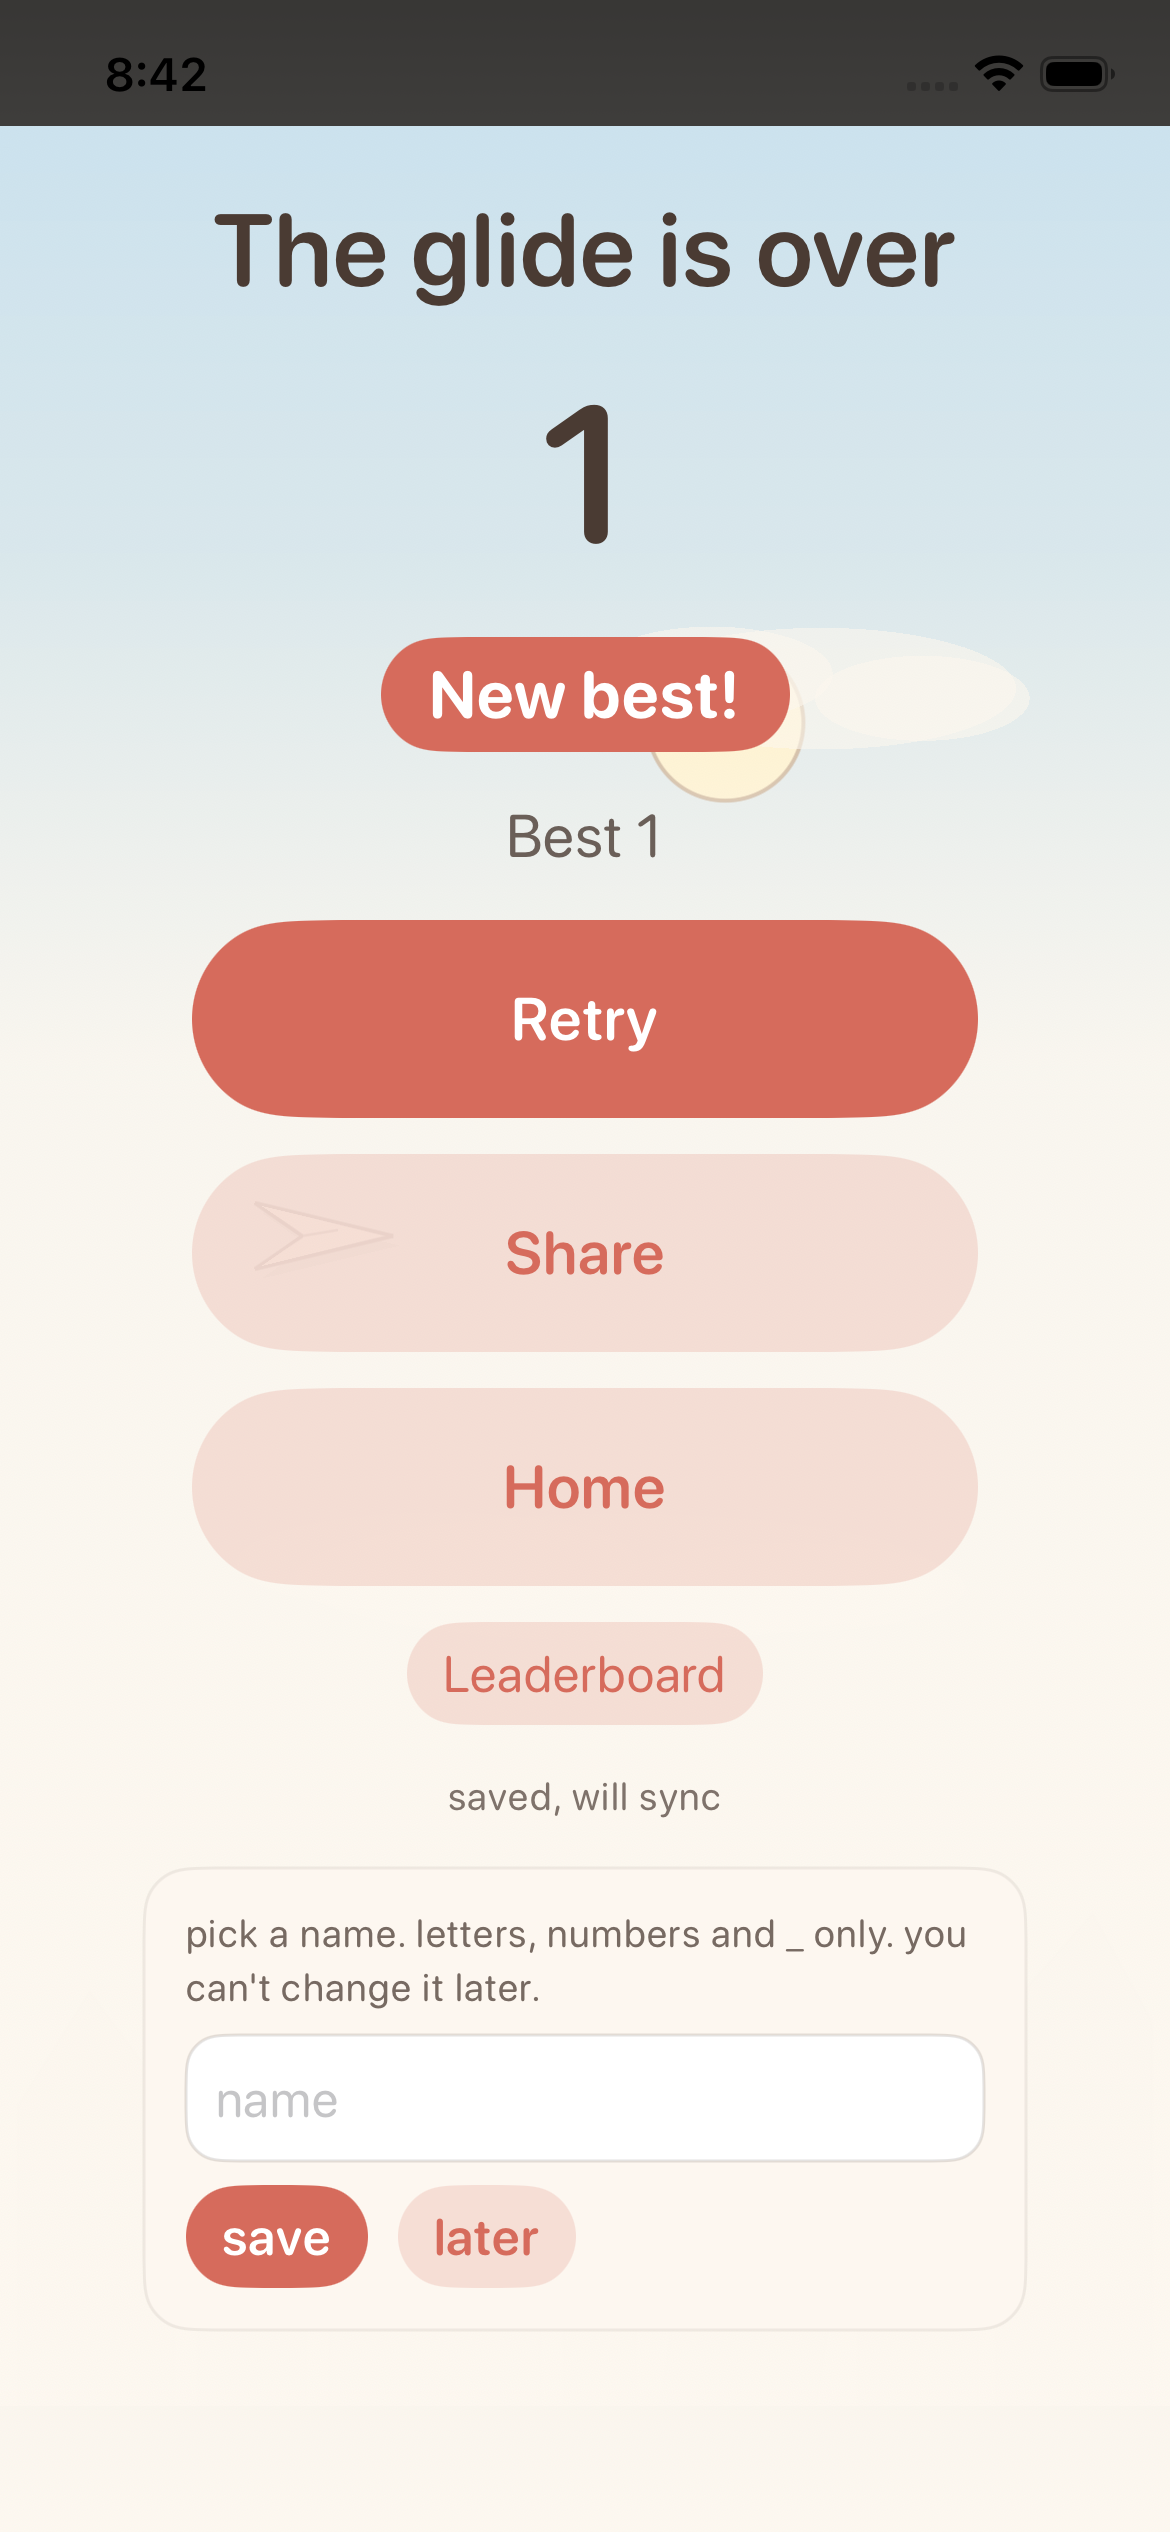 8:42
The glide is over
1
New best!
Best 1
Retry
Share
Home
Leaderboard
saved, will sync
pick a name. letters, numbers and _ only. you
can't change it later.
name
save later